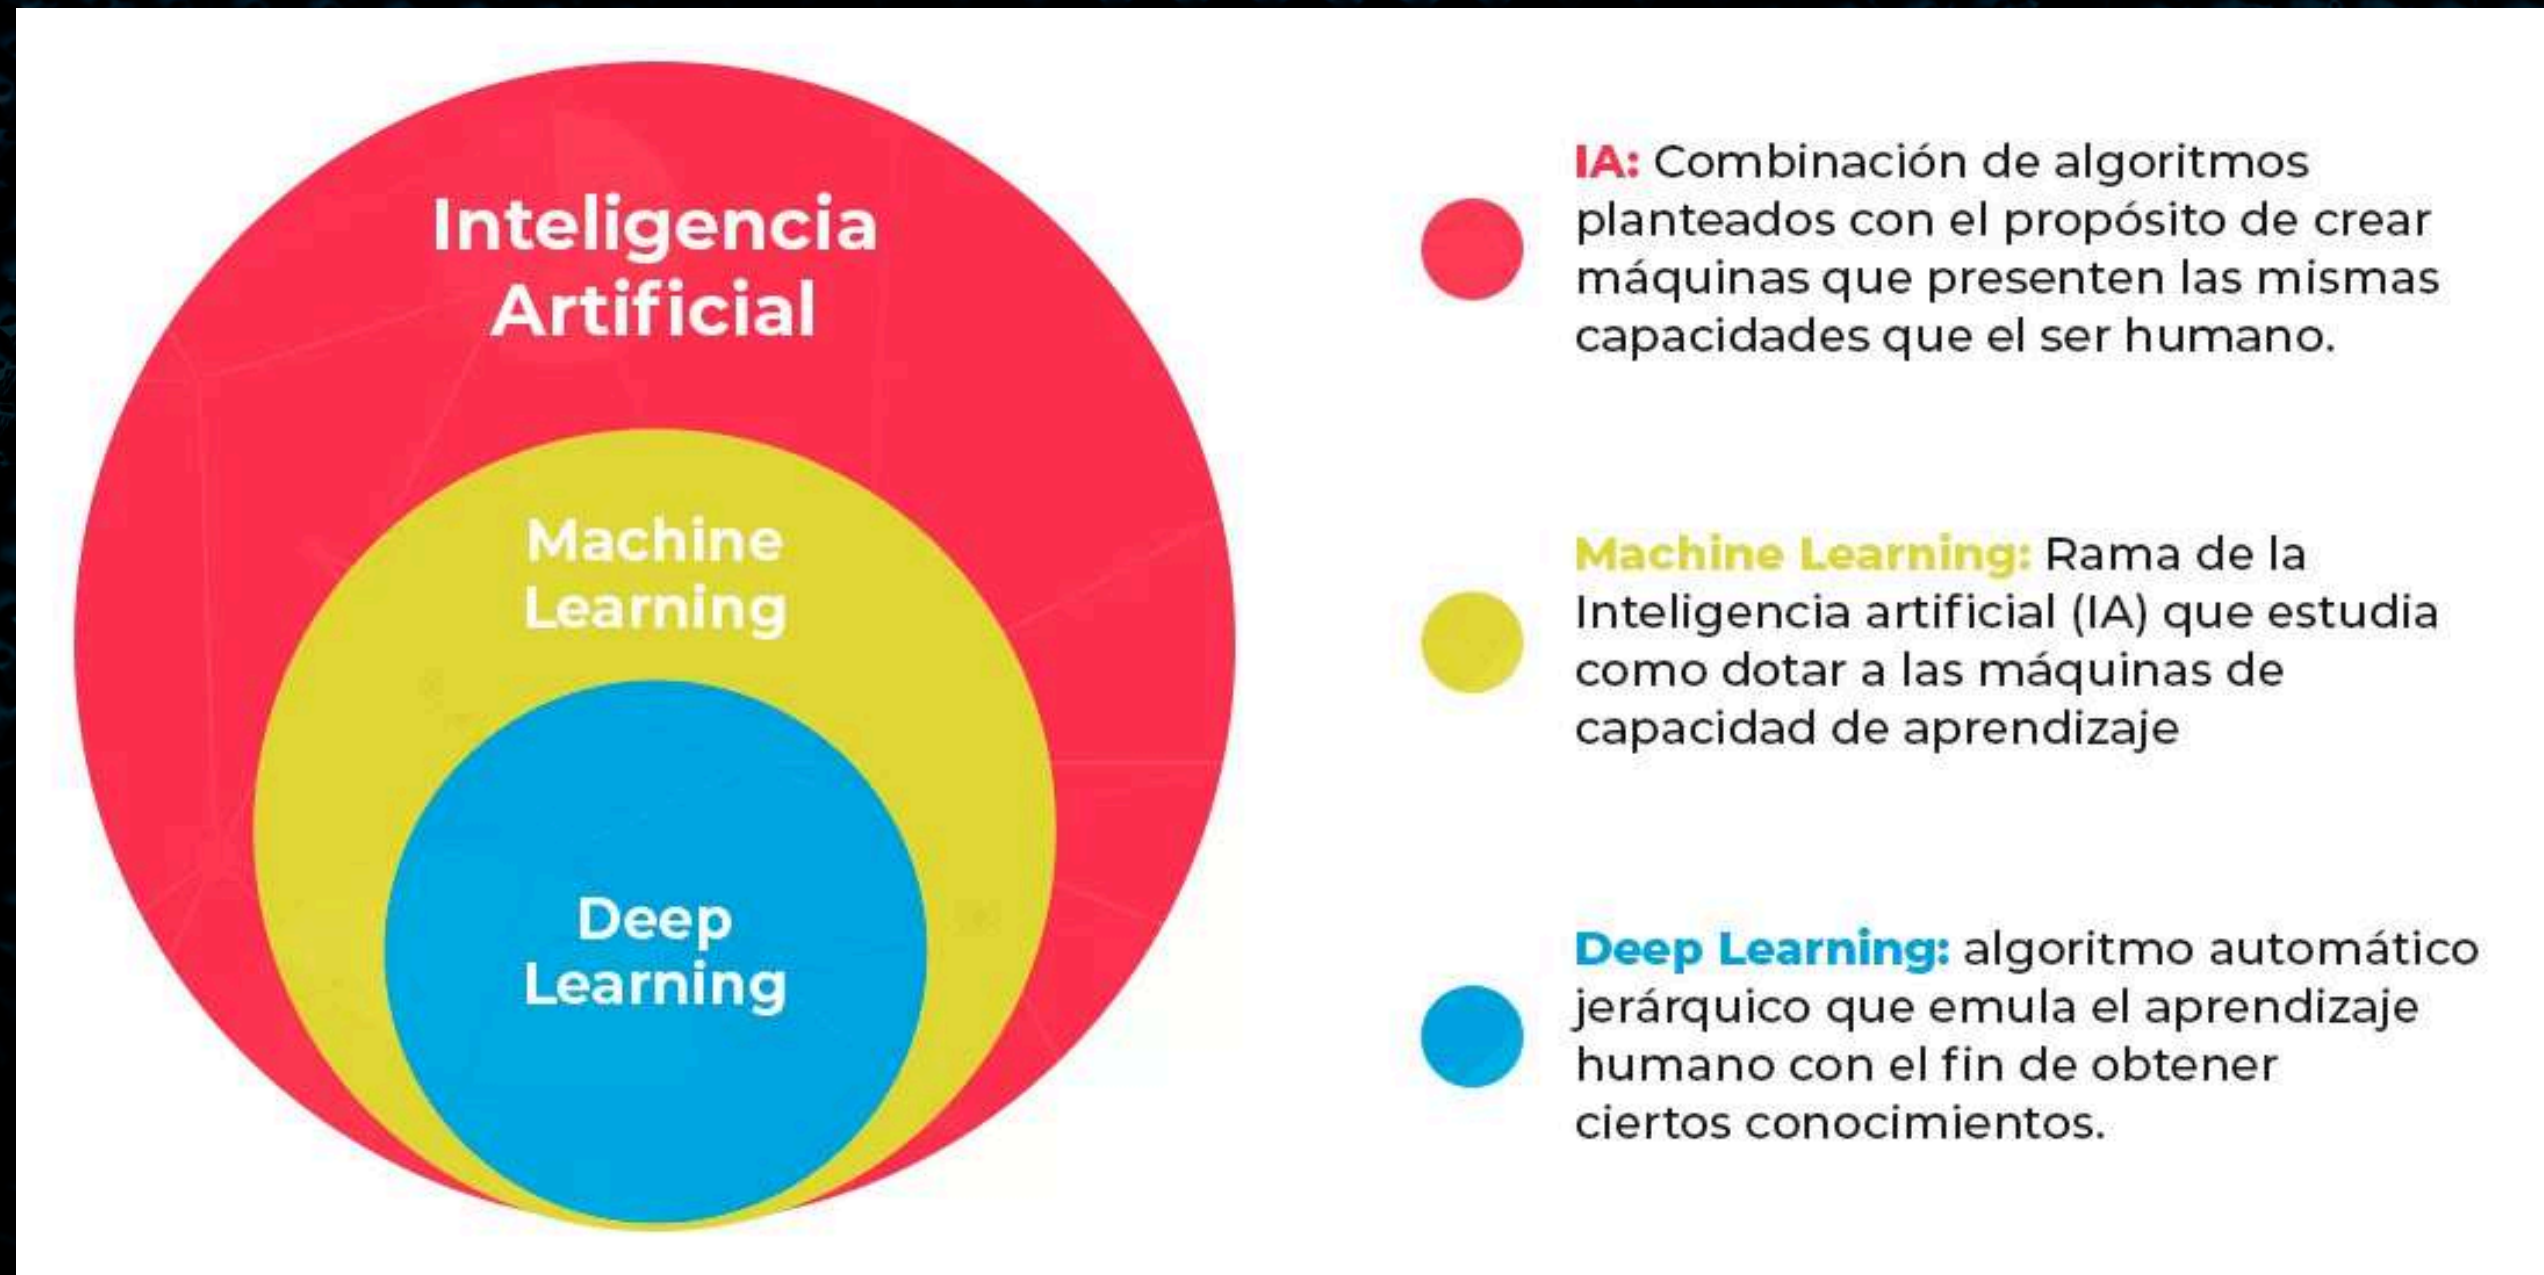 Inteligencia
Artificial
Machine
Learning
Deep
Learning
IA: Combinación de algoritmos
planteados con el propósito de crear
máquinas que presenten las mismas
capacidades que el ser humano.
Machine Learning: Rama de la
Inteligencia artificial (IA) que estudia
como dotar a las máquinas de
capacidad de aprendizaje
Deep Learning: algoritmo automático
jerárquico que emula el aprendizaje
humano con el fin de obtener
ciertos conocimientos.